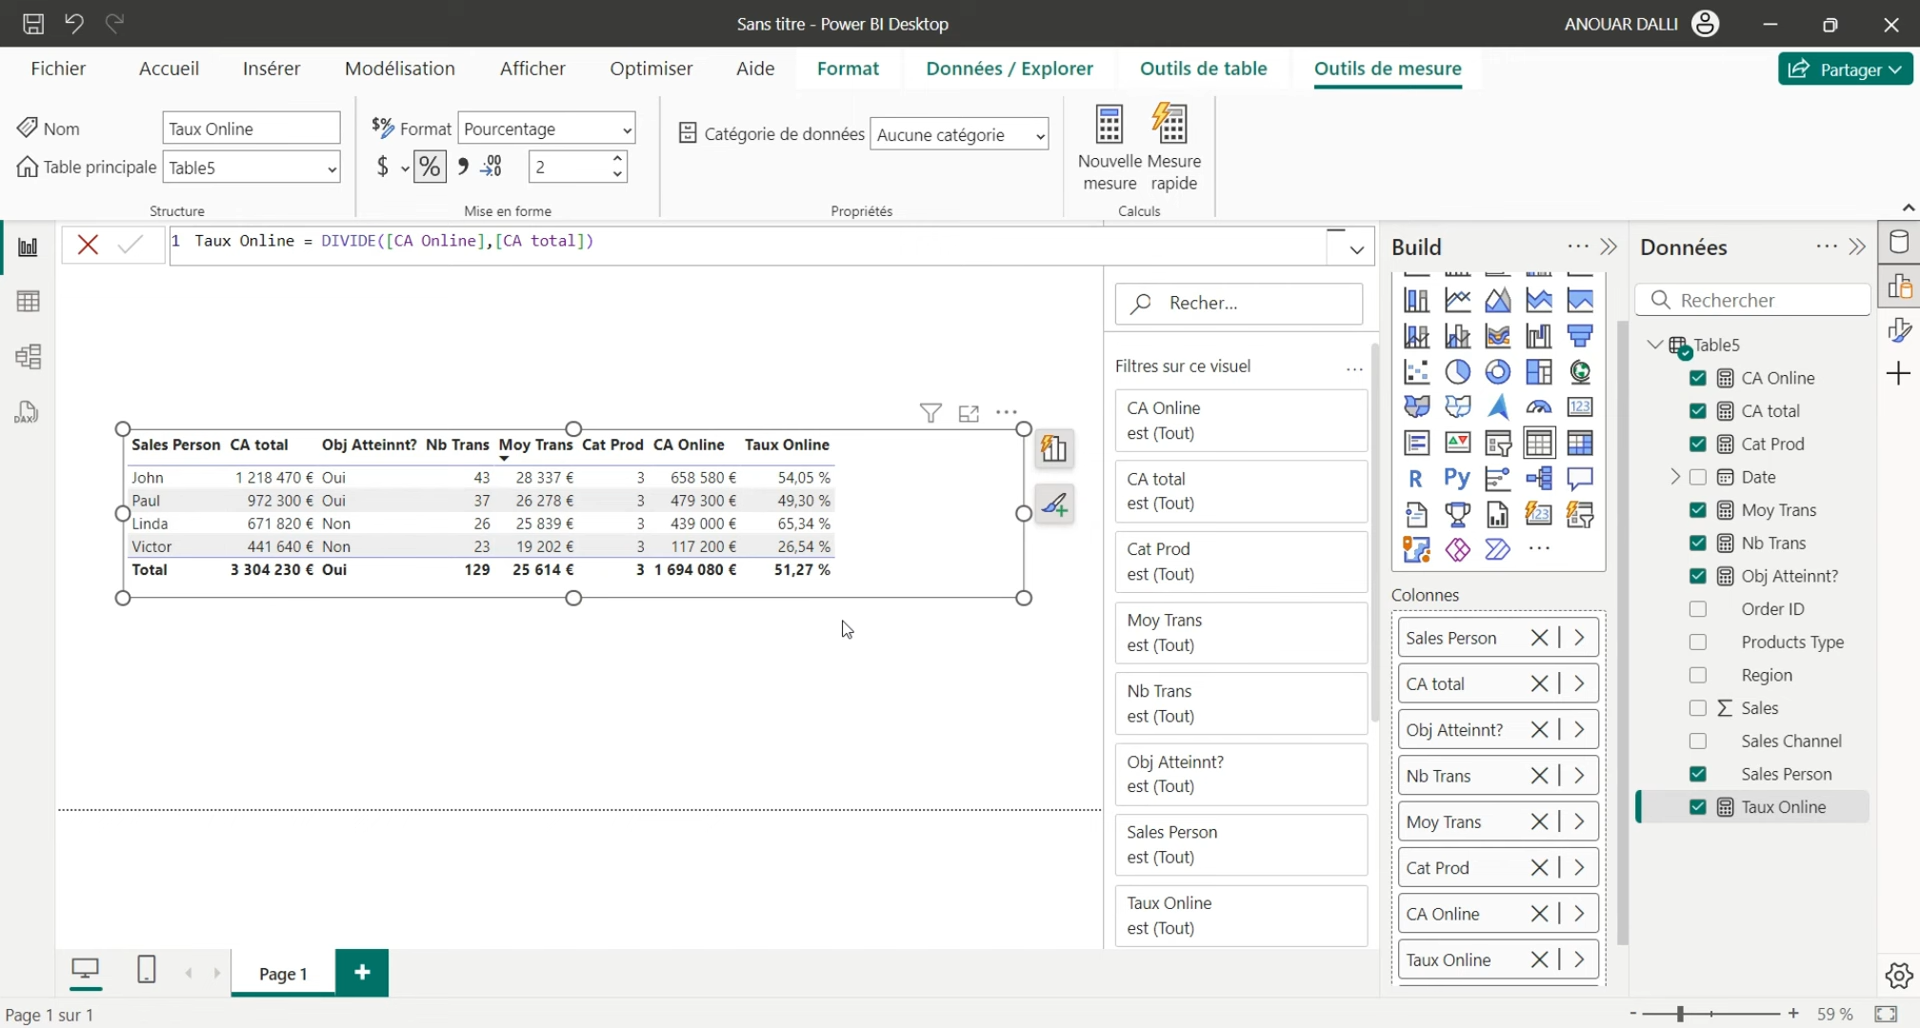 Sans titre - Power BI Desktop
ANOUAR DALLI
Fichier Accueil Insérer Modélisation Afficher Optimiser Aide Format Données / Explorer Outils de table Outils de mesure
Partager
Nom Taux Online
Table principale Table5
Structure
$% Format Pourcentage
$ % 9 .00 2
Mise en forme
Catégorie de données Aucune catégorie
Propriétés
Nouvelle mesure
Mesure rapide
Calculs
1 Taux Online = DIVIDE([CA Online],[CA total])
DAX
Sales Person CA total Obj Atteinnt? Nb Trans Moy Trans Cat Prod CA Online Taux Online
John 1 218 470 € Oui 43 28 337 € 3 658 580 € 54,05 %
Paul 972 300 € Oui 37 26 278 € 3 479 300 € 49,30 %
Linda 671 820 € Non 26 25 839 € 3 439 000 € 65,34 %
Victor 441 640 € Non 23 19 202 € 3 117 200 € 26,54 %
Total 3 304 230 € Oui 129 25 614 € 3 1 694 080 € 51,27 %
Recher...
Filtres sur ce visuel
CA Online
est (Tout)
CA total
est (Tout)
Cat Prod
est (Tout)
Moy Trans
est (Tout)
Nb Trans
est (Tout)
Obj Atteinnt?
est (Tout)
Sales Person
est (Tout)
Taux Online
est (Tout)
Build
123
R Py
123
Colonnes
Sales Person
CA total
Obj Atteinnt?
Nb Trans
Moy Trans
Cat Prod
CA Online
Taux Online
Données
Rechercher
Table5
CA Online
CA total
Cat Prod
Date
Moy Trans
Nb Trans
Obj Atteinnt?
Order ID
Products Type
Region
Σ Sales
Sales Channel
Sales Person
Taux Online
Page 1
Page 1 sur 1
59 %